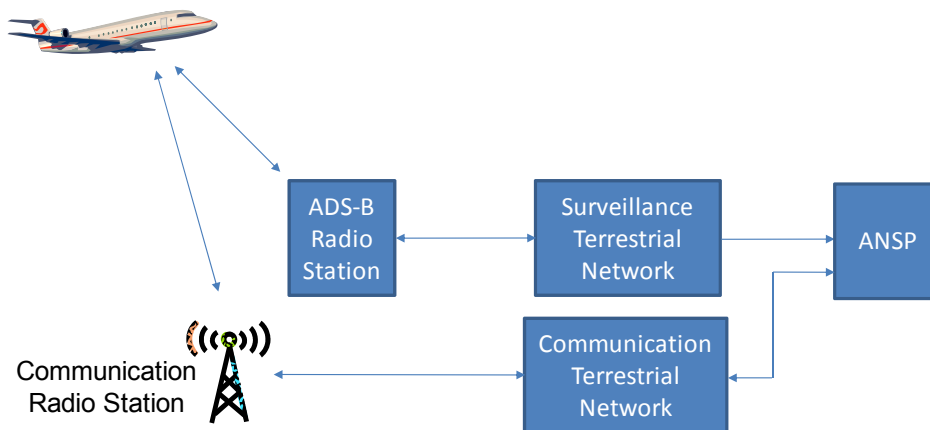 ADS-B
Radio
Station
Surveillance
Terrestrial
Network
ANSP
Communication
Radio Station
Communication
Terrestrial
Network